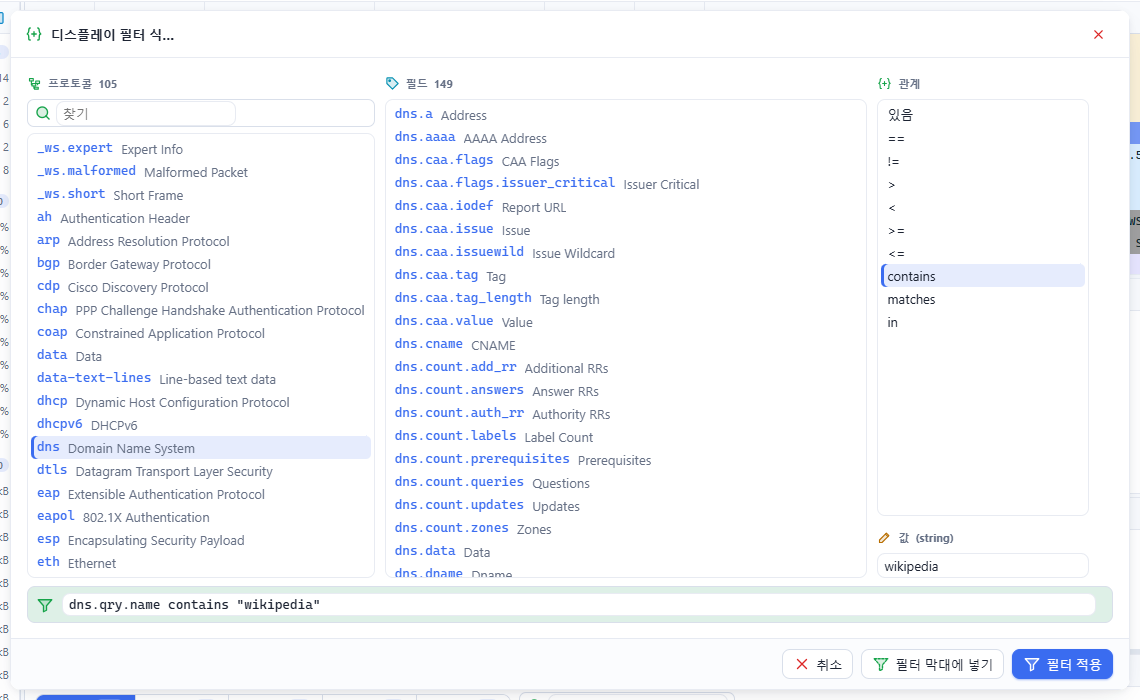 디스플레이 필터 식...
프로토콜 105
찾기
_ws.expert Expert Info
_ws.malformed Malformed Packet
_ws.short Short Frame
ah Authentication Header
arp Address Resolution Protocol
bgp Border Gateway Protocol
cdp Cisco Discovery Protocol
chap PPP Challenge Handshake Authentication Protocol
coap Constrained Application Protocol
data Data
data-text-lines Line-based text data
dhcp Dynamic Host Configuration Protocol
dhcpv6 DHCPv6
dns Domain Name System
dtls Datagram Transport Layer Security
eap Extensible Authentication Protocol
eapol 802.1X Authentication
esp Encapsulating Security Payload
eth Ethernet
필드 149
dns.a Address
dns.aaaa AAAA Address
dns.caa.flags CAA Flags
dns.caa.flags.issuer_critical Issuer Critical
dns.caa.iodef Report URL
dns.caa.issue Issue
dns.caa.issuewild Issue Wildcard
dns.caa.tag Tag
dns.caa.tag_length Tag length
dns.caa.value Value
dns.cname CNAME
dns.count.add_rr Additional RRs
dns.count.answers Answer RRs
dns.count.auth_rr Authority RRs
dns.count.labels Label Count
dns.count.prerequisites Prerequisites
dns.count.queries Questions
dns.count.updates Updates
dns.count.zones Zones
dns.data Data
dns.dname Dname
관계
있음
==
!=
>
<
>=
<=
contains
matches
in
값 (string)
wikipedia
dns.qry.name contains "wikipedia"
취소
필터 막대에 넣기
필터 적용